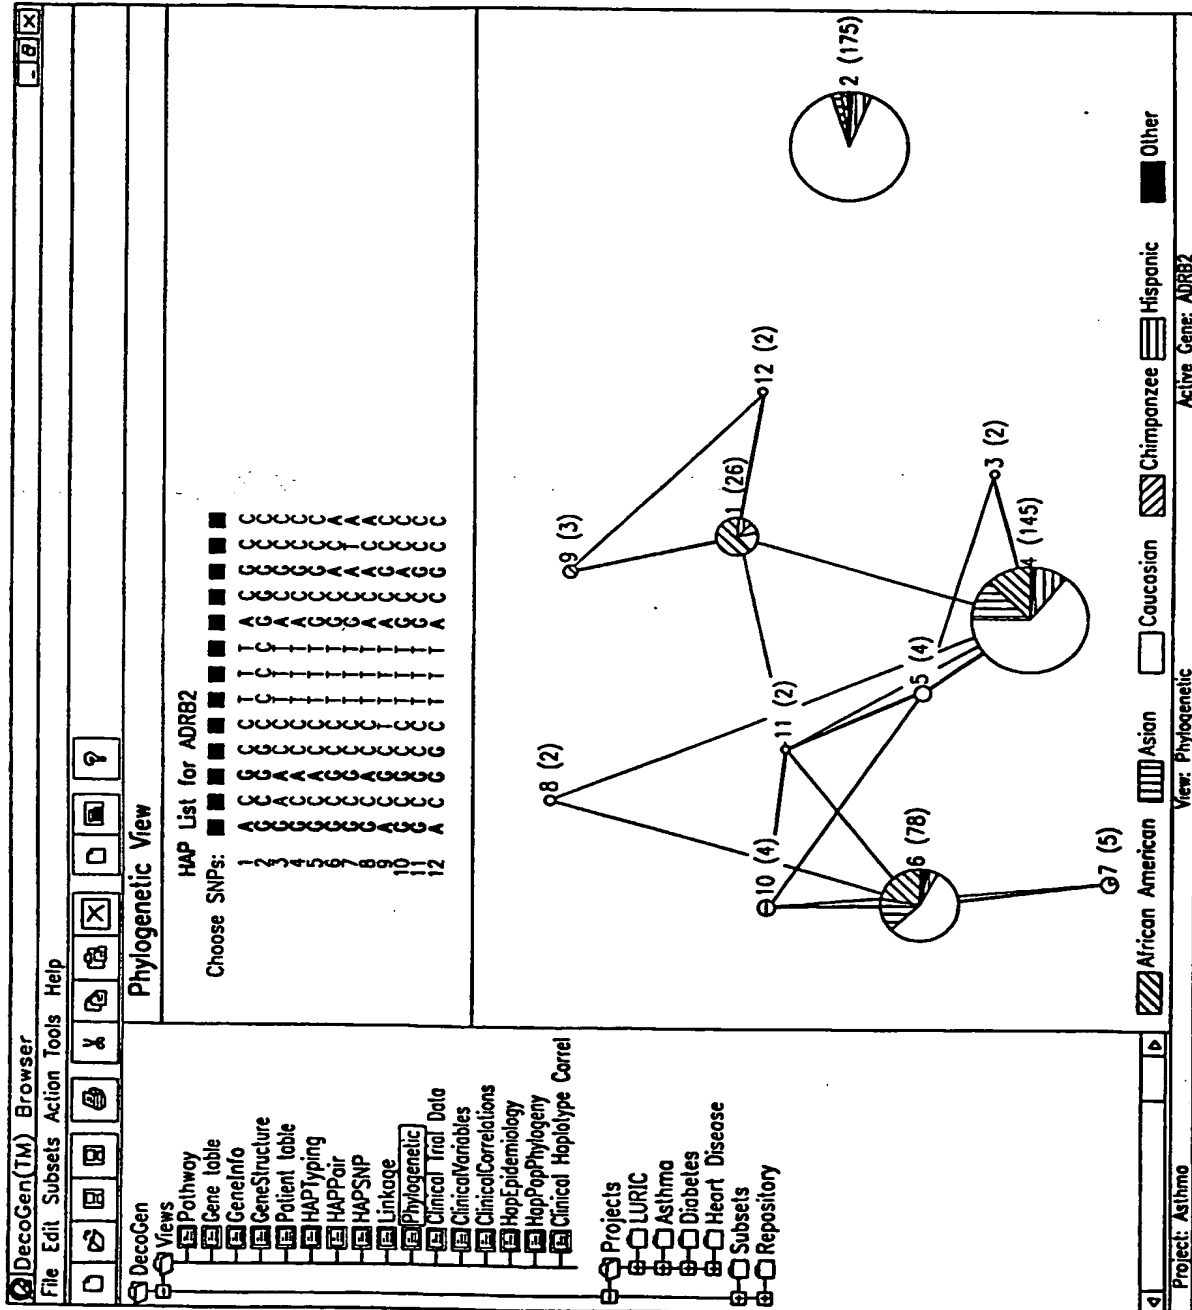 DecoGen(TM) Browser
File Edit Subsets Action Tools Help
DecoGen
Views
Pathway
Gene table
GeneInfo
GeneStructure
Patient table
HAPTyping
HAPPair
HAPSNP
Linkage
Phylogenetic
Clinical Trial Data
ClinicalVariables
ClinicalCorrelations
HapEpidemiology
HapPopPhylogeny
Clinical Haplotype Correl
Projects
LURIC
Asthma
Diabetes
Heart Disease
Subsets
Repository
Phylogenetic View
HAP List for ADRB2
Choose SNPs:
1 A C G C C T T T A C G C C
2 G C G G C C C C G G G C C
3 G A A C C T T T A C G C C
4 G C A C C T T T A C G C C
5 G C A C C T T T G C G C C
6 G C G C C T T T G C A C A
7 G C G C C T T T G C A T A
8 G C A C C T T T A C A C A
9 A C G C T T T T A C G C C
10 G C G C C T T T G C A C C
11 G C G C C T T T G C G C C
12 A C G G C T T T A C G C C
8 (2)
9 (3)
10 (4)
11 (2)
1 (26)
12 (2)
2 (175)
6 (78)
5 (4)
3 (2)
4 (145)
7 (5)
African American Asian Caucasian Chimpanzee Hispanic Other
Project: Asthma View: Phylogenetic Active Gene: ADRB2